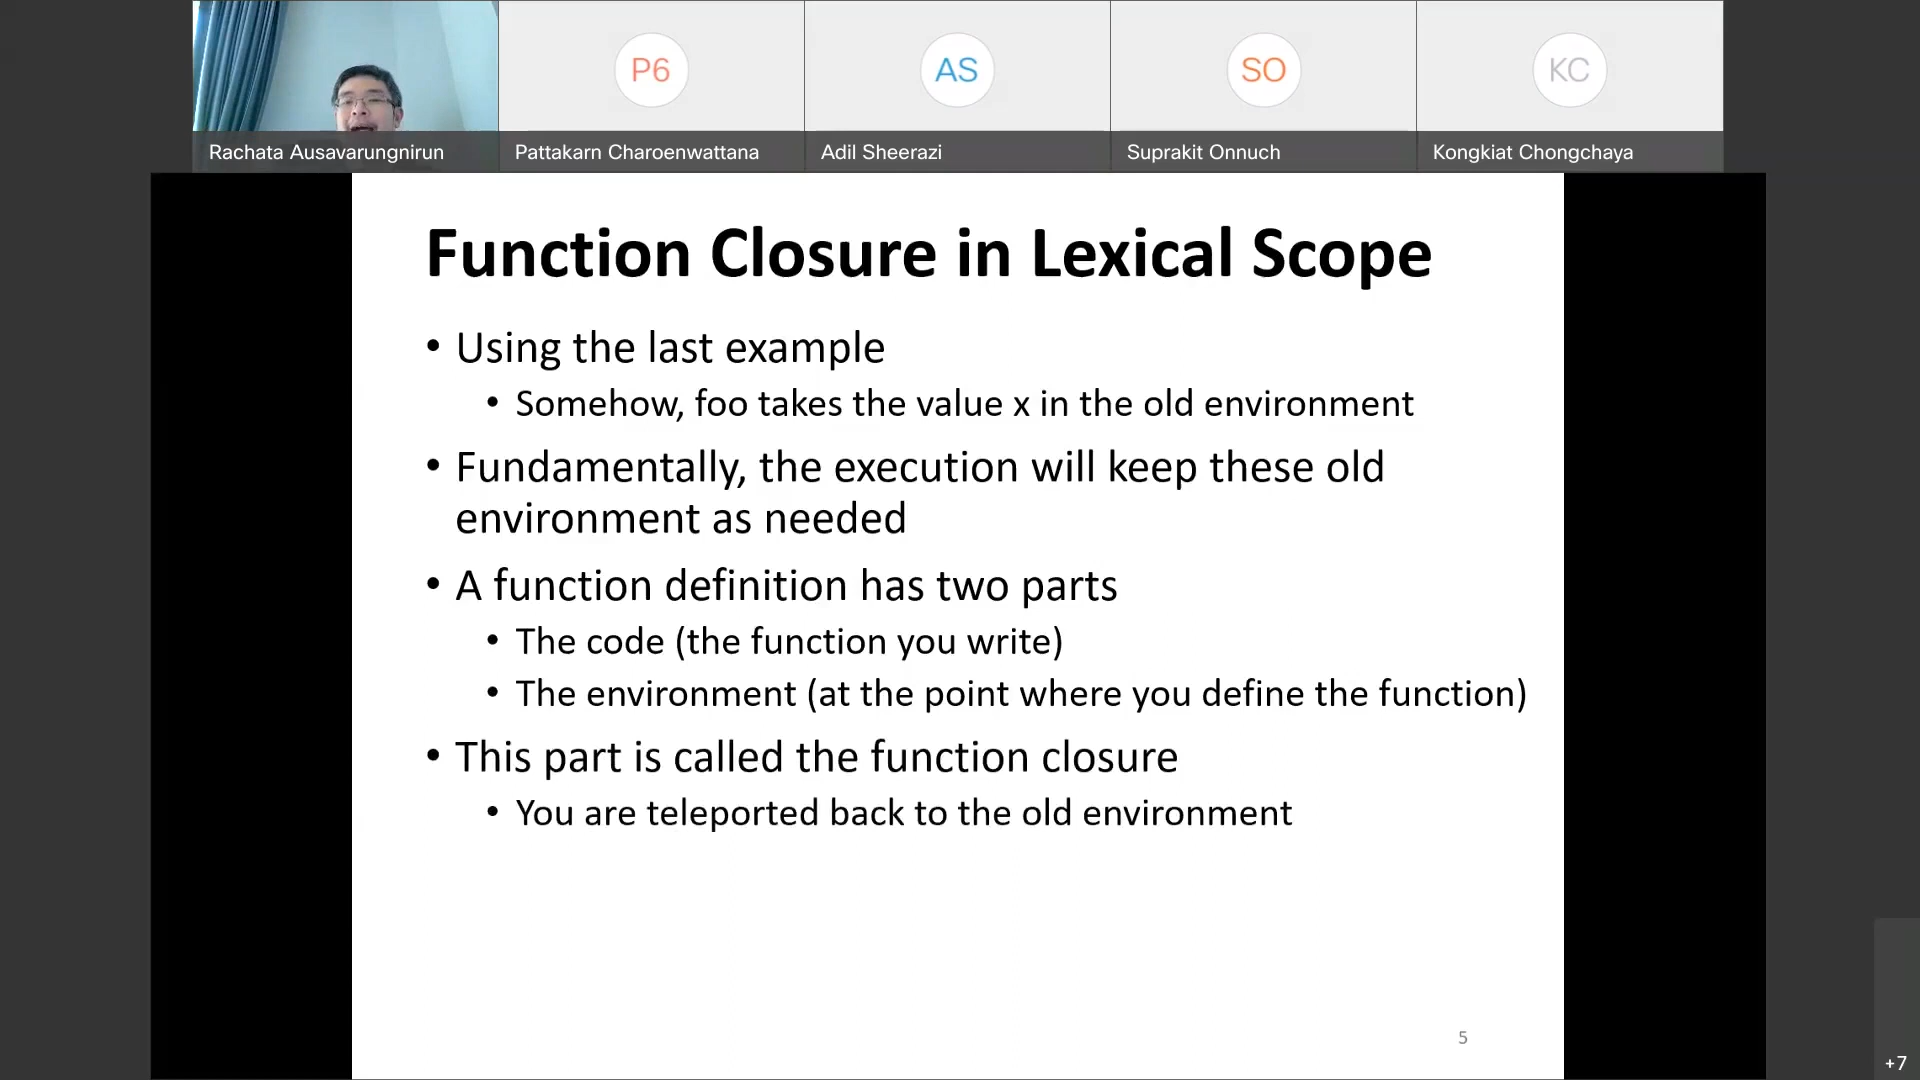 P6
AS
SO
KC
Rachata Ausavarungnirun
Pattakarn Charoenwattana
Adil Sheerazi
Suprakit Onnuch
Kongkiat Chongchaya
Function Closure in Lexical Scope
• Using the last example
• Somehow, foo takes the value x in the old environment
• Fundamentally, the execution will keep these old
environment as needed
• A function definition has two parts
• The code (the function you write)
• The environment (at the point where you define the function)
• This part is called the function closure
• You are teleported back to the old environment
5
+7